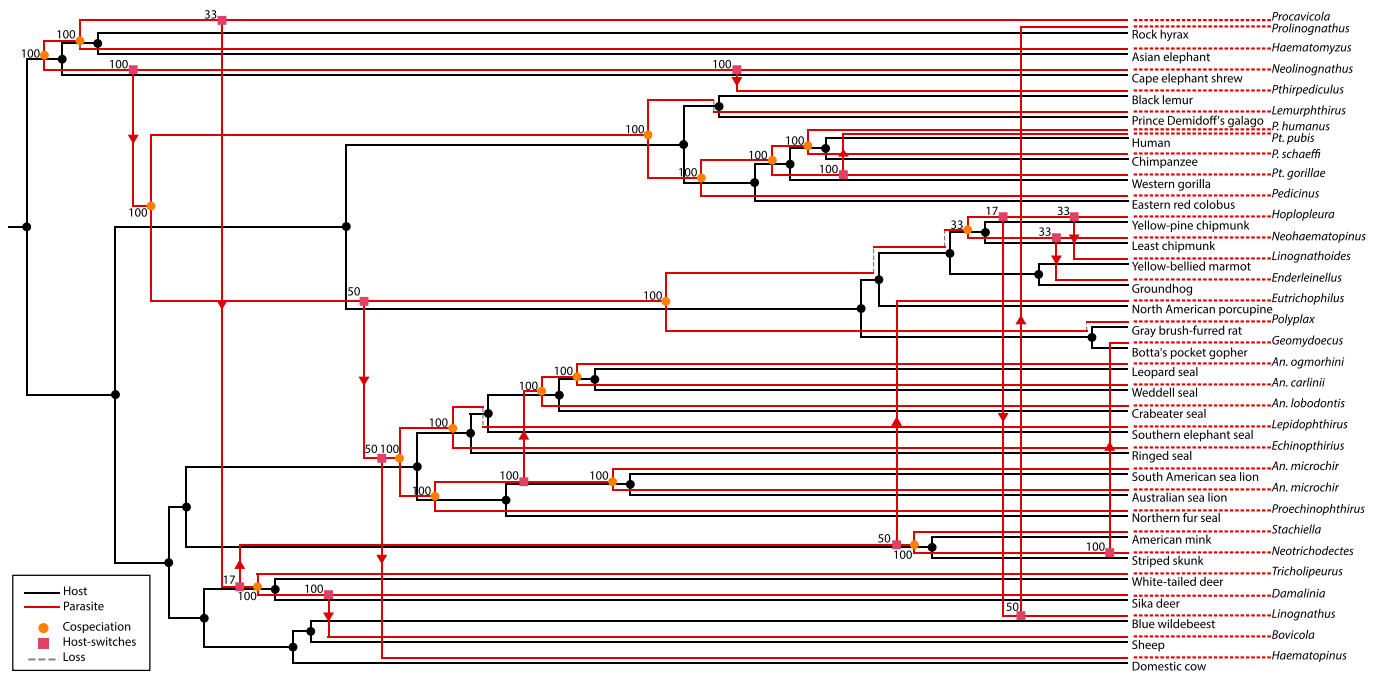 33
Procavicola
Prolinognathus
Rock hyrax
100
100
Haematomyzus
Asian elephant
100
100
Neolinognathus
Cape elephant shrew
Pthirpediculus
Black lemur
Lemurphthirus
Prince Demidoff's galago
100
P. humanus
Pt. pubis
Human
100
P. schaeffi
Chimpanzee
100
100
Pt. gorillae
Western gorilla
100
Pedicinus
Eastern red colobus
100
17
33
Hoplopleura
Yellow-pine chipmunk
33
33
Neohaematopinus
Least chipmunk
Linognathoides
Yellow-bellied marmot
Enderleinellus
Groundhog
50
100
Eutrichophilus
North American porcupine
Polyplax
Gray brush-furred rat
Geomydoecus
Botta's pocket gopher
An. ogmorhini
100
Leopard seal
100
An. carlinii
Weddell seal
An. lobodontis
Crabeater seal
100
Lepidophthirus
Southern elephant seal
50
100
Echinopthirius
Ringed seal
An. microchir
100
100
South American sea lion
100
An. microchir
Australian sea lion
Proechinophthirus
Northern fur seal
Stachiella
50
American mink
100
100
Neotrichodectes
Striped skunk
17
Tricholipeurus
White-tailed deer
100
100
Damalinia
Sika deer
50
Linognathus
Blue wildebeest
Bovicola
Sheep
Haematopinus
Domestic cow
Host
Parasite
Cospeciation
Host-switches
Loss